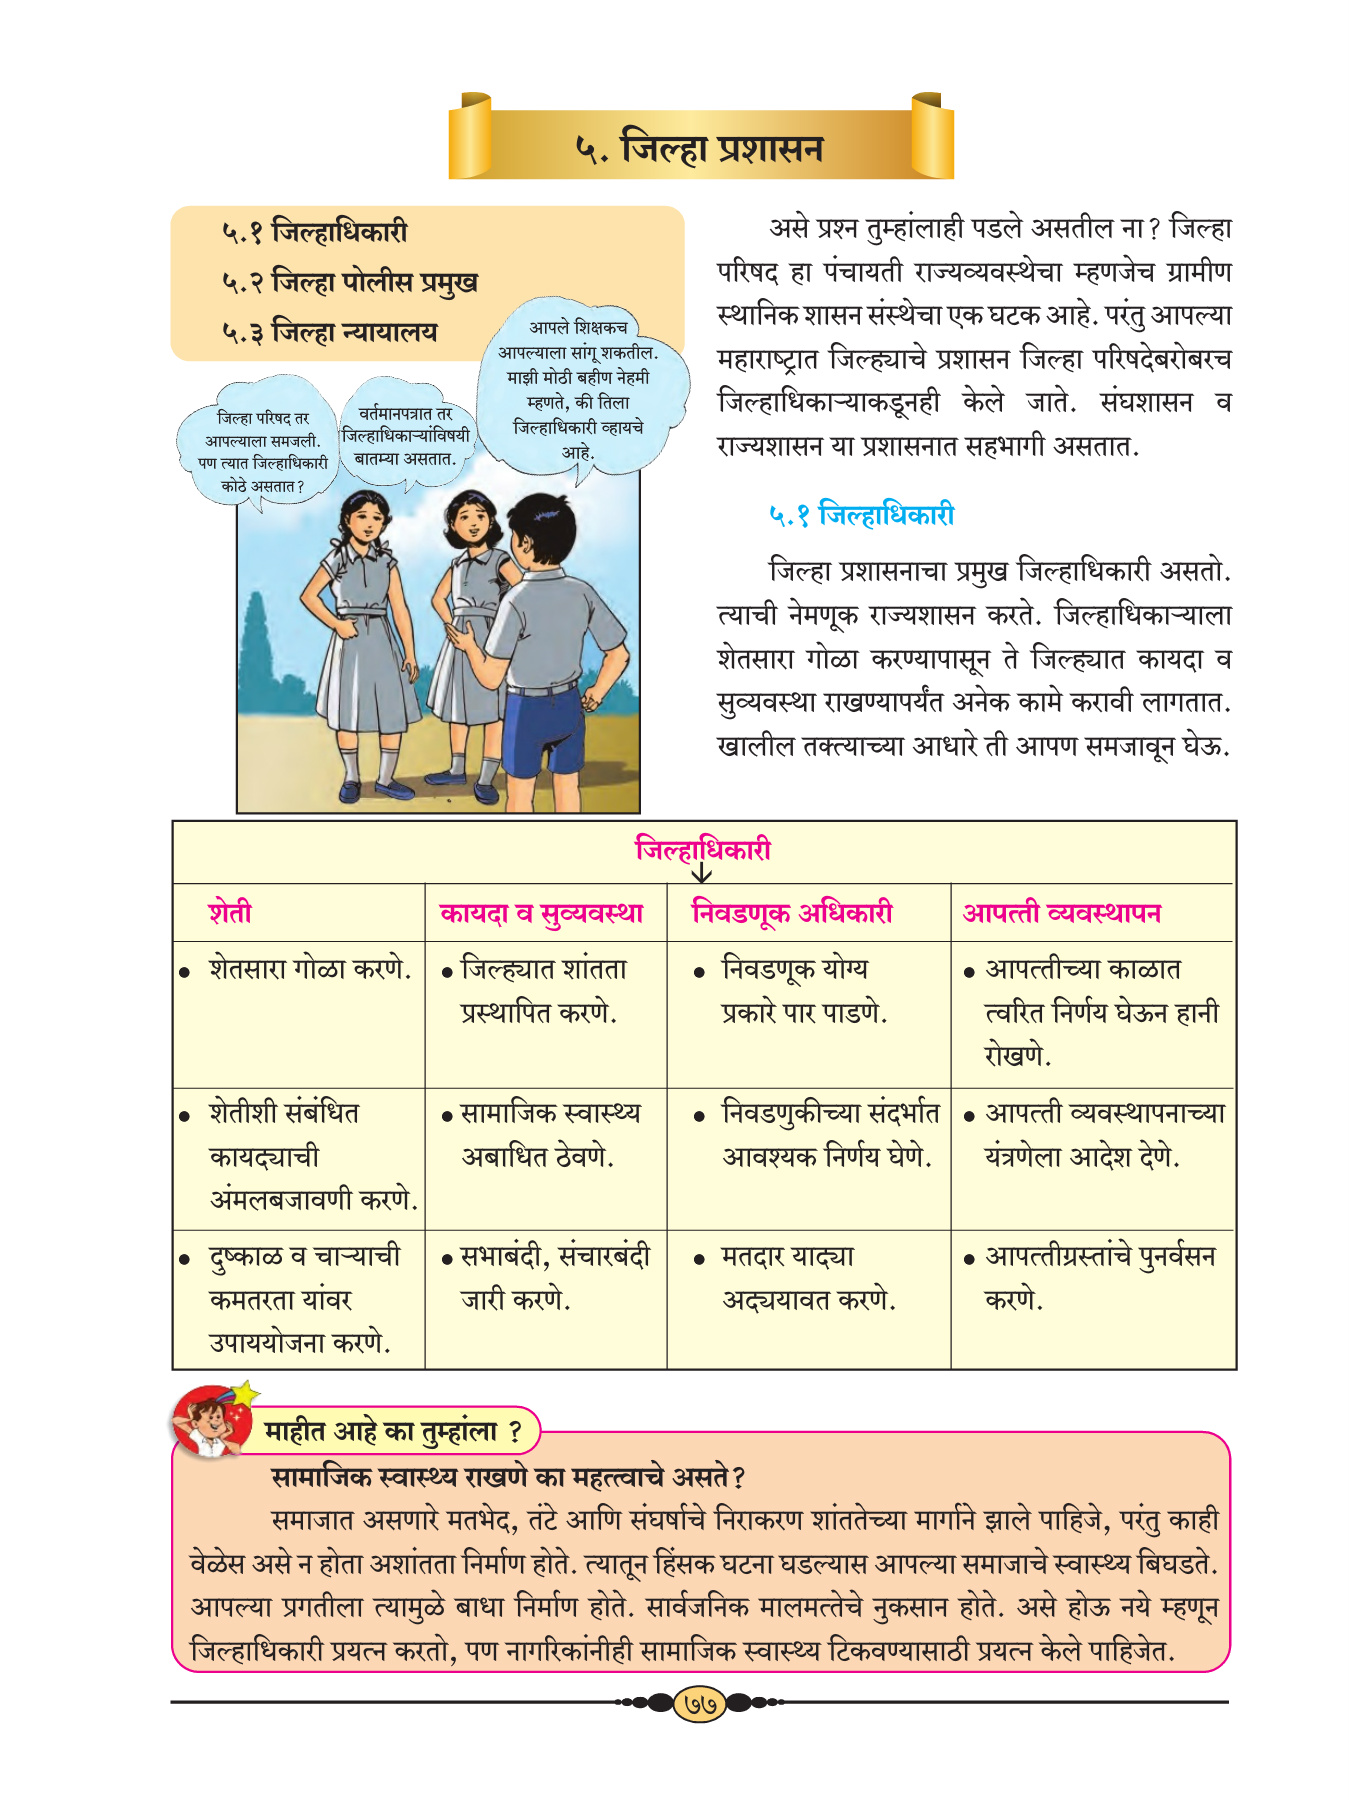 ५. जिल्हा प्रशासन
५.१ जिल्हाधिकारी
५.२ जिल्हा पोलीस प्रमुख
५.३ जिल्हा न्यायालय
जिल्हा परिषद तर
आपल्याला समजली.
पण त्यात जिल्हाधिकारी
कोठे असतात?
वर्तमानपत्रात तर
जिल्हाधिकाऱ्यांविषयी
बातम्या असतात.
आपले शिक्षकच
आपल्याला सांगू शकतील.
माझी मोठी बहीण नेहमी
म्हणते, की तिला
जिल्हाधिकारी व्हायचे
आहे.
असे प्रश्न तुम्हांलाही पडले असतील ना? जिल्हा
परिषद हा पंचायती राज्यव्यवस्थेचा म्हणजेच ग्रामीण
स्थानिक शासन संस्थेचा एक घटक आहे. परंतु आपल्या
महाराष्ट्रात जिल्ह्याचे प्रशासन जिल्हा परिषदेबरोबरच
जिल्हाधिकाऱ्याकडूनही केले जाते. संघशासन व
राज्यशासन या प्रशासनात सहभागी असतात.
५.१ जिल्हाधिकारी
जिल्हा प्रशासनाचा प्रमुख जिल्हाधिकारी असतो.
त्याची नेमणूक राज्यशासन करते. जिल्हाधिकाऱ्याला
शेतसारा गोळा करण्यापासून ते जिल्ह्यात कायदा व
सुव्यवस्था राखण्यापर्यंत अनेक कामे करावी लागतात.
खालील तक्त्याच्या आधारे ती आपण समजावून घेऊ.
जिल्हाधिकारी
शेती
कायदा व सुव्यवस्था
निवडणूक अधिकारी
आपत्ती व्यवस्थापन
• शेतसारा गोळा करणे.
• जिल्ह्यात शांतता
प्रस्थापित करणे.
• निवडणूक योग्य
प्रकारे पार पाडणे.
• आपत्तीच्या काळात
त्वरित निर्णय घेऊन हानी
रोखणे.
• शेतीशी संबंधित
कायद्याची
अंमलबजावणी करणे.
• सामाजिक स्वास्थ्य
अबाधित ठेवणे.
• निवडणुकीच्या संदर्भात
आवश्यक निर्णय घेणे.
• आपत्ती व्यवस्थापनाच्या
यंत्रणेला आदेश देणे.
• दुष्काळ व चाऱ्याची
कमतरता यांवर
उपाययोजना करणे.
• सभाबंदी, संचारबंदी
जारी करणे.
• मतदार याद्या
अद्ययावत करणे.
• आपत्तीग्रस्तांचे पुनर्वसन
करणे.
माहीत आहे का तुम्हांला ?
सामाजिक स्वास्थ्य राखणे का महत्त्वाचे असते?
समाजात असणारे मतभेद, तंटे आणि संघर्षाचे निराकरण शांततेच्या मार्गाने झाले पाहिजे, परंतु काही
वेळेस असे न होता अशांतता निर्माण होते. त्यातून हिंसक घटना घडल्यास आपल्या समाजाचे स्वास्थ्य बिघडते.
आपल्या प्रगतीला त्यामुळे बाधा निर्माण होते. सार्वजनिक मालमत्तेचे नुकसान होते. असे होऊ नये म्हणून
जिल्हाधिकारी प्रयत्न करतो, पण नागरिकांनीही सामाजिक स्वास्थ्य टिकवण्यासाठी प्रयत्न केले पाहिजेत.
७७